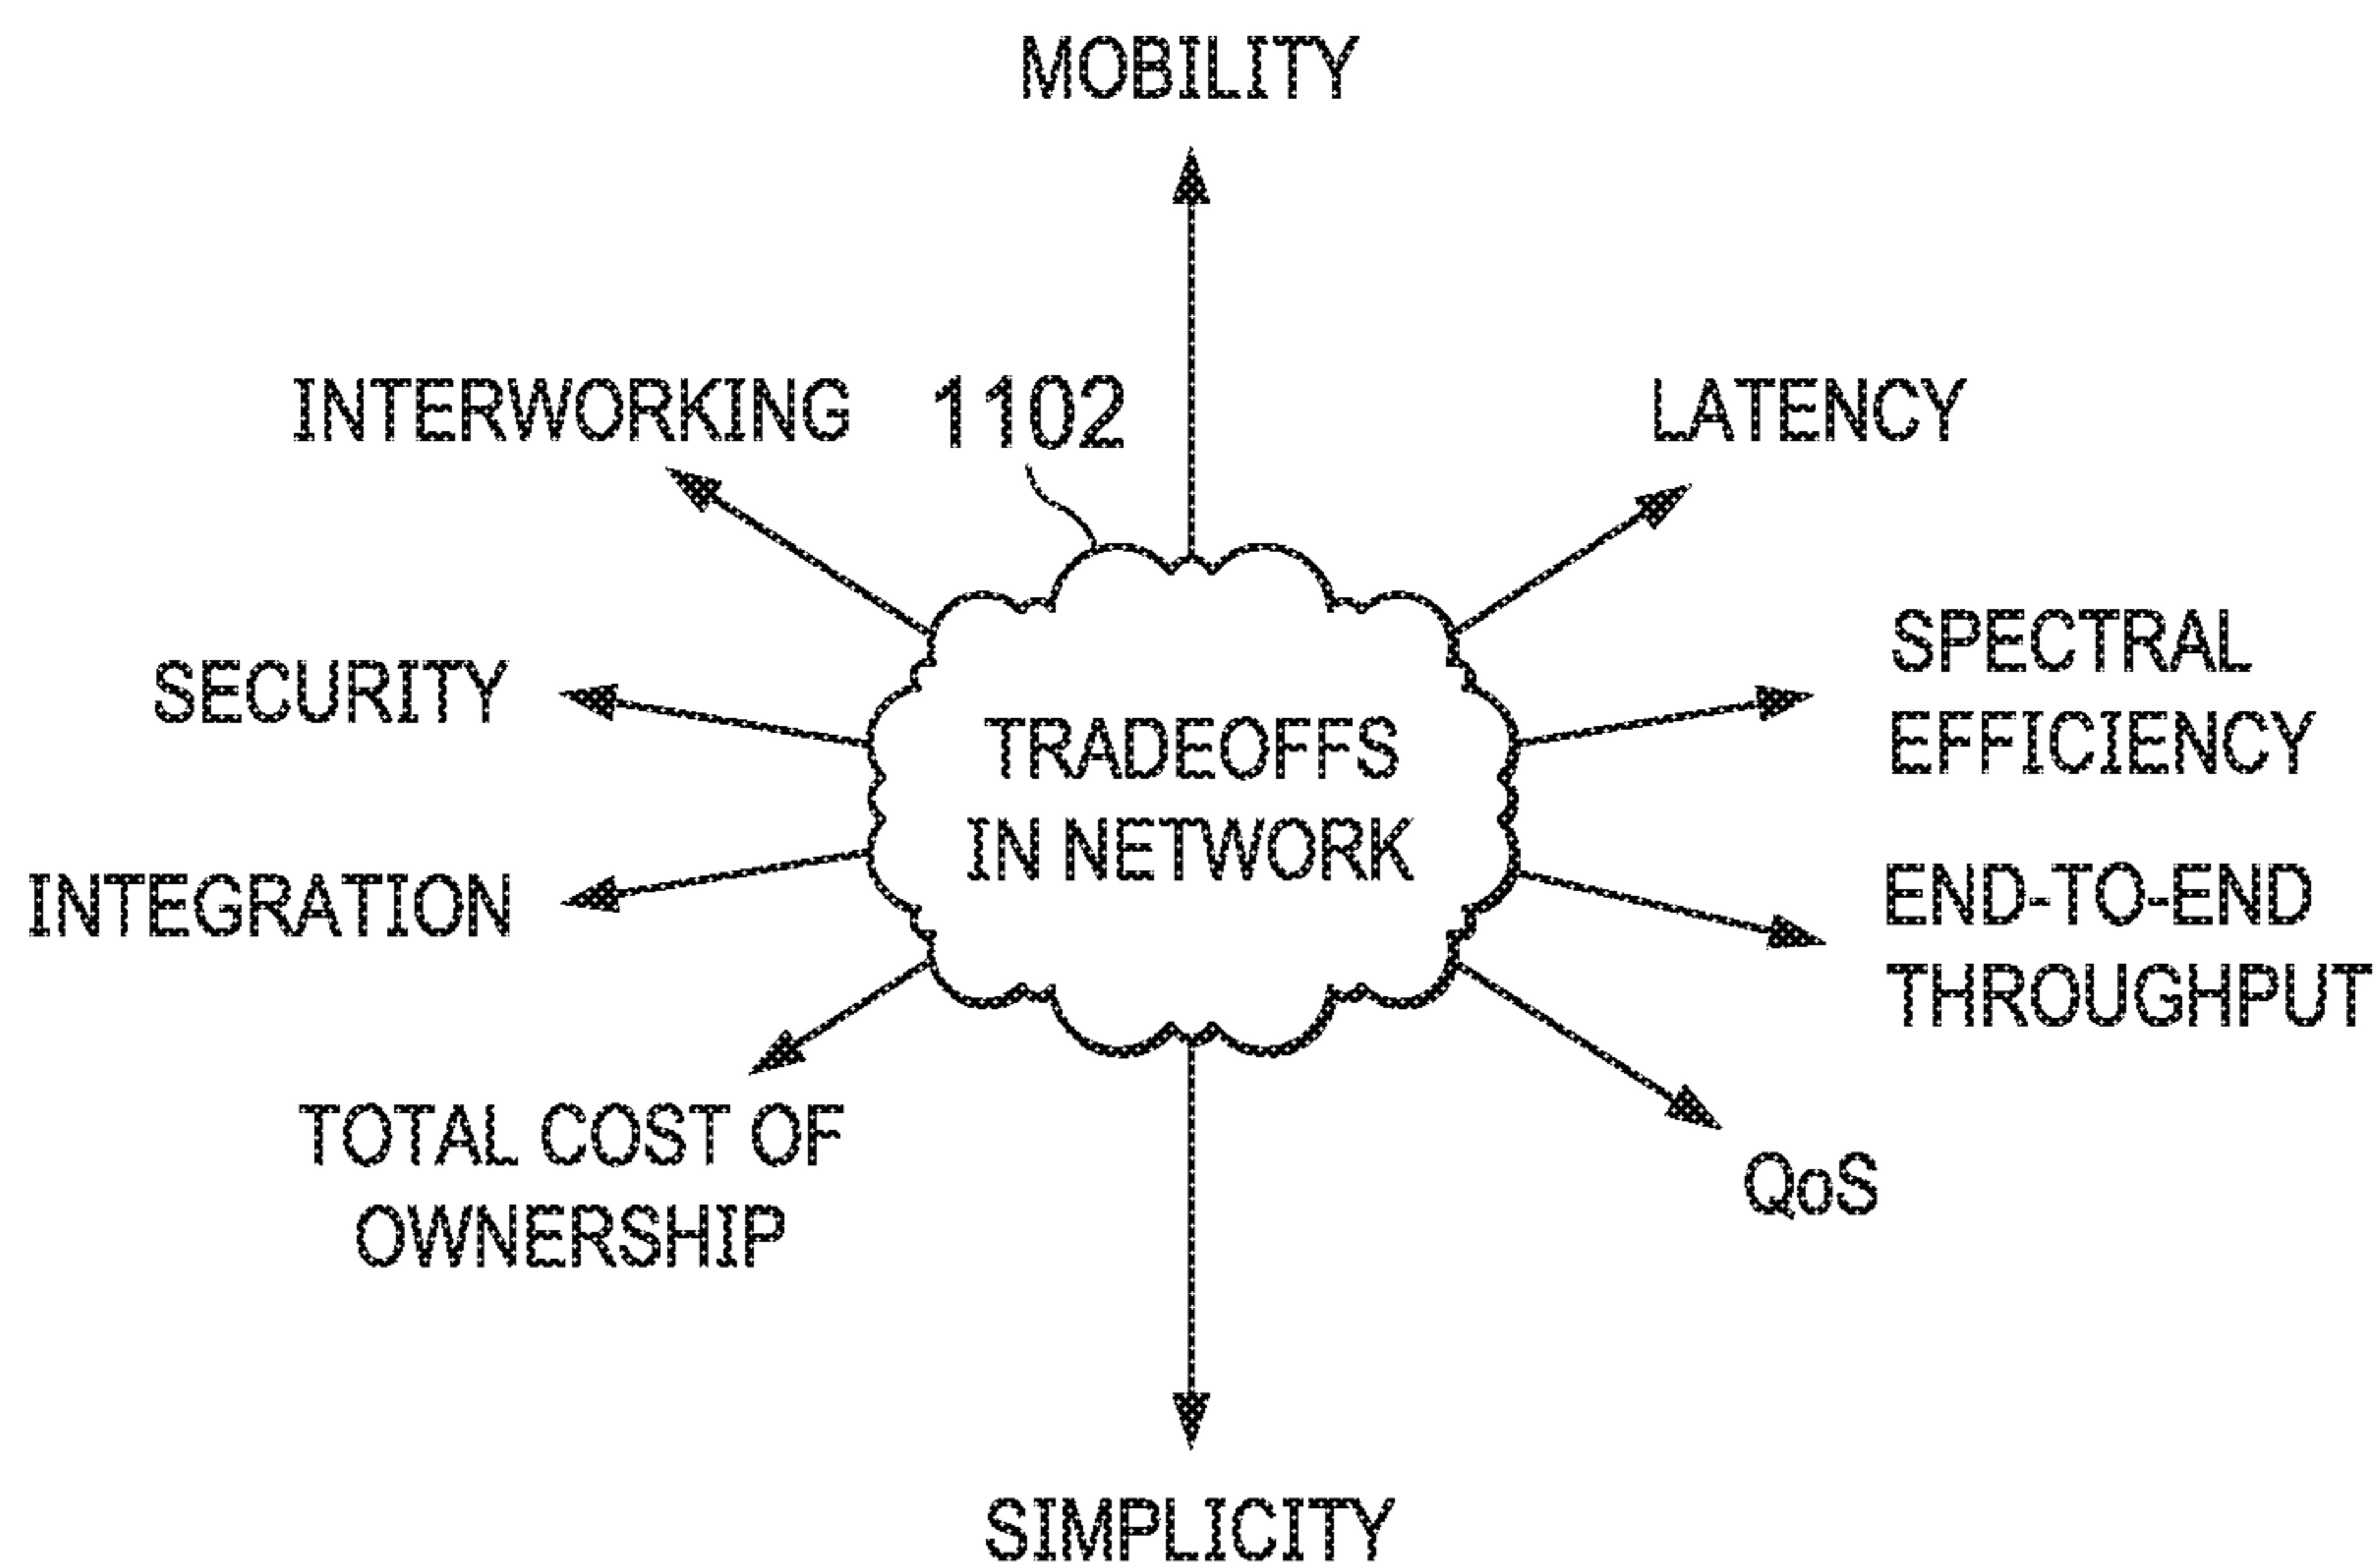 MOBILITY
INTERWORKING
1102
LATENCY
SECURITY
SPECTRAL
EFFICIENCY
TRADEOFFS
IN NETWORK
INTEGRATION
END-TO-END
THROUGHPUT
TOTAL COST OF
OWNERSHIP
QoS
SIMPLICITY